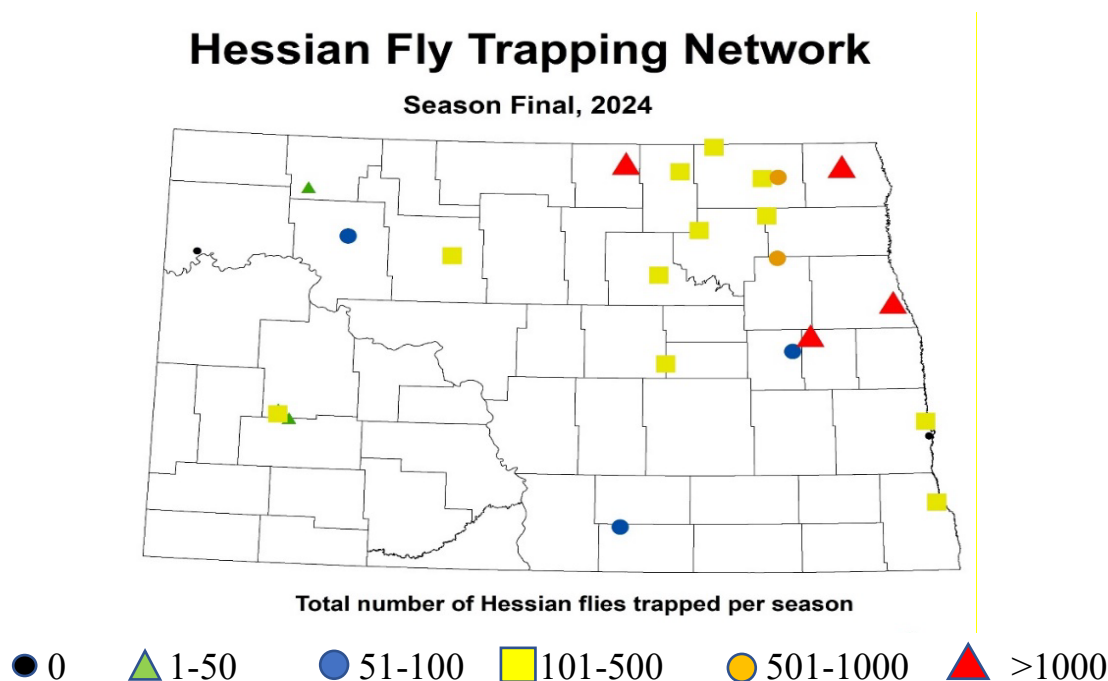 Hessian Fly Trapping Network
Season Final, 2024
Total number of Hessian flies trapped per season
0 1-50 51-100 101-500 501-1000 >1000